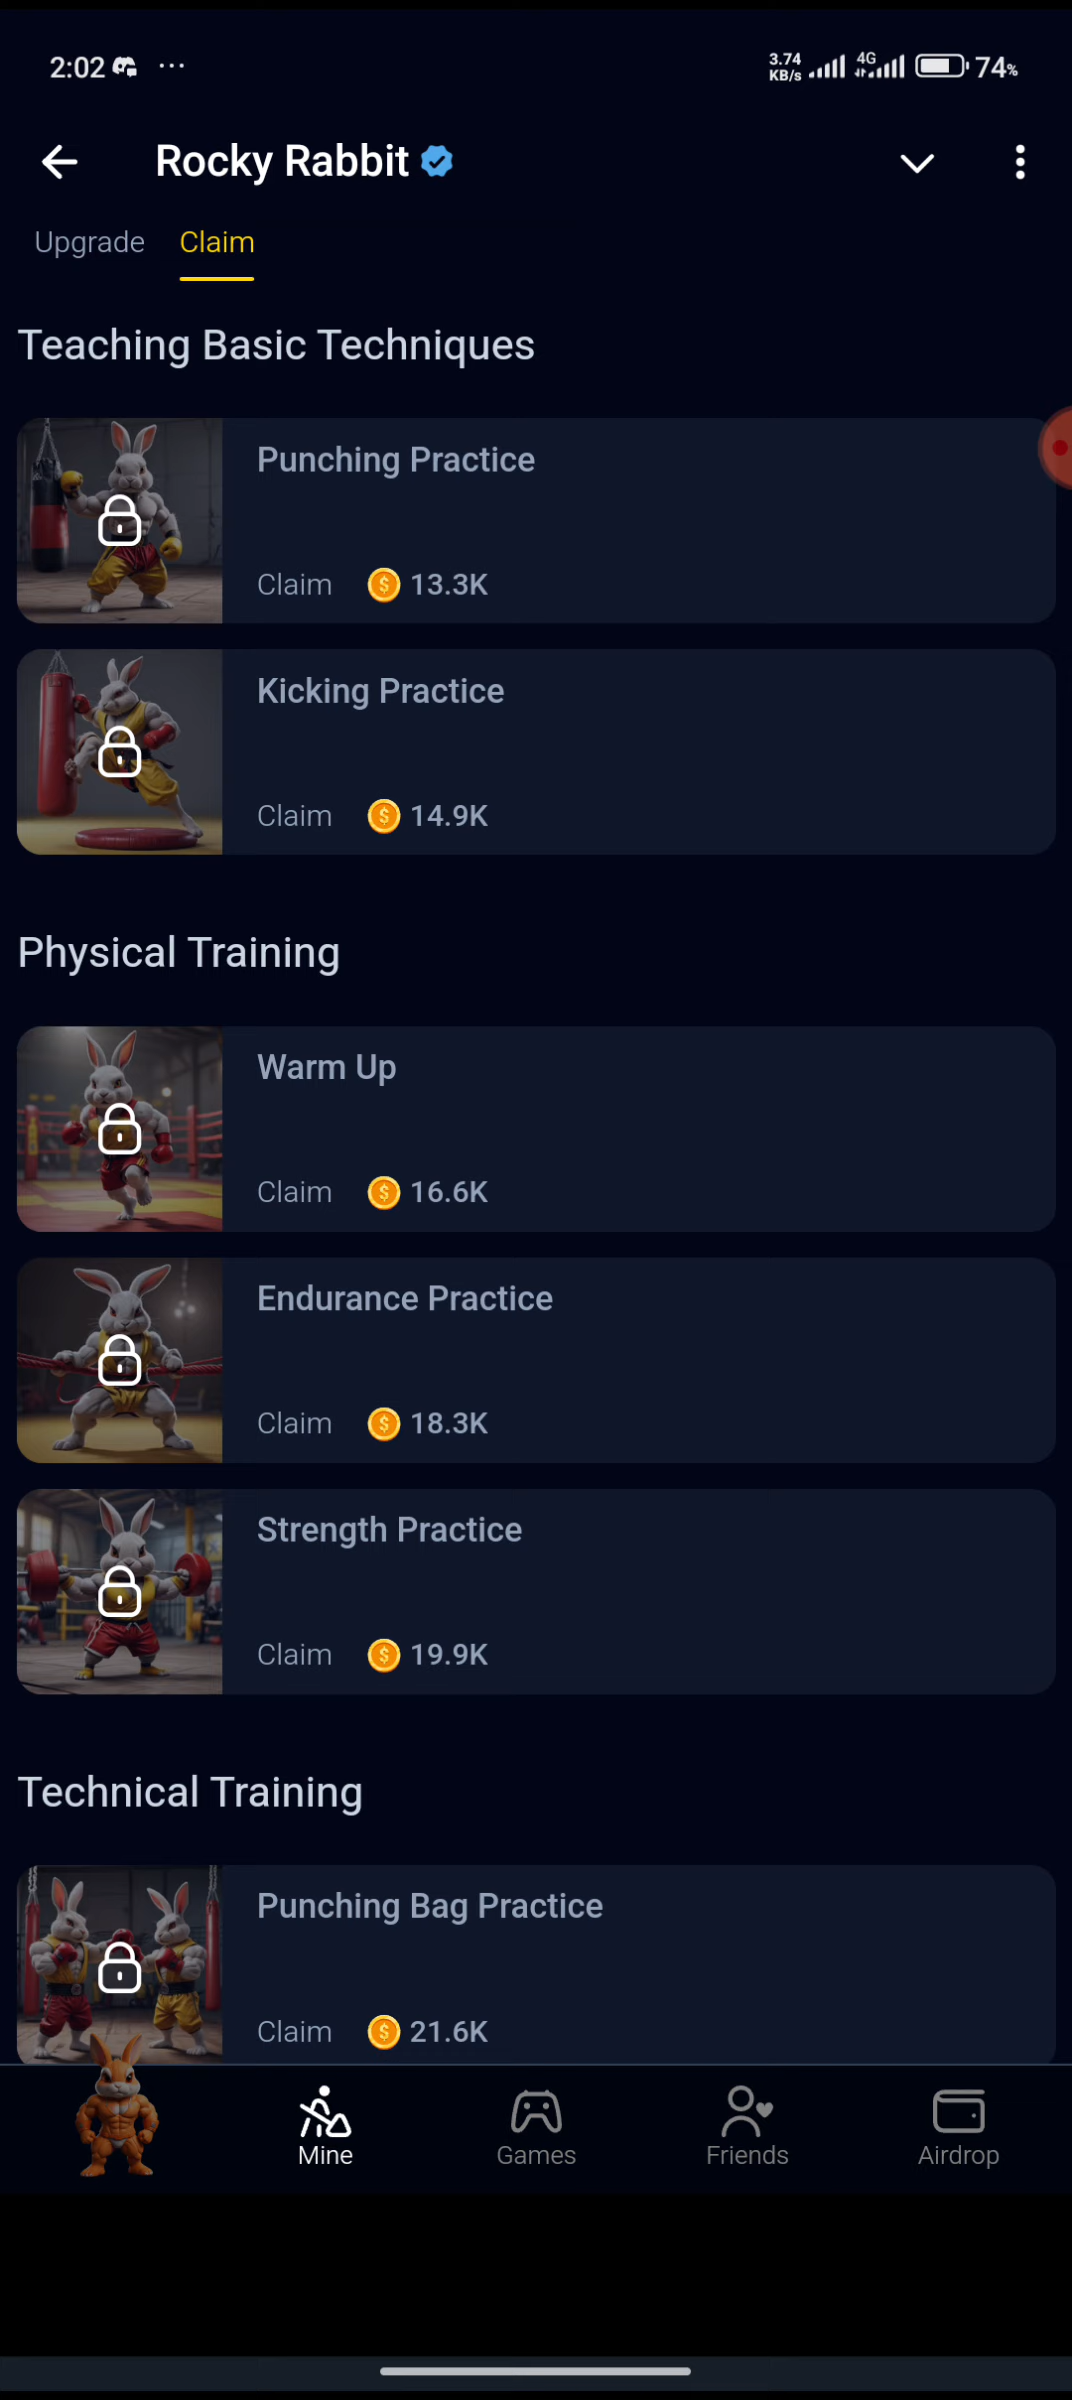 2:02 ...
3.74 KB/s 4G 74%
Rocky Rabbit
Upgrade Claim
Teaching Basic Techniques
Punching Practice
Claim 13.3K
Kicking Practice
Claim 14.9K
Physical Training
Warm Up
Claim 16.6K
Endurance Practice
Claim 18.3K
Strength Practice
Claim 19.9K
Technical Training
Punching Bag Practice
Claim 21.6K
Mine Games Friends Airdrop